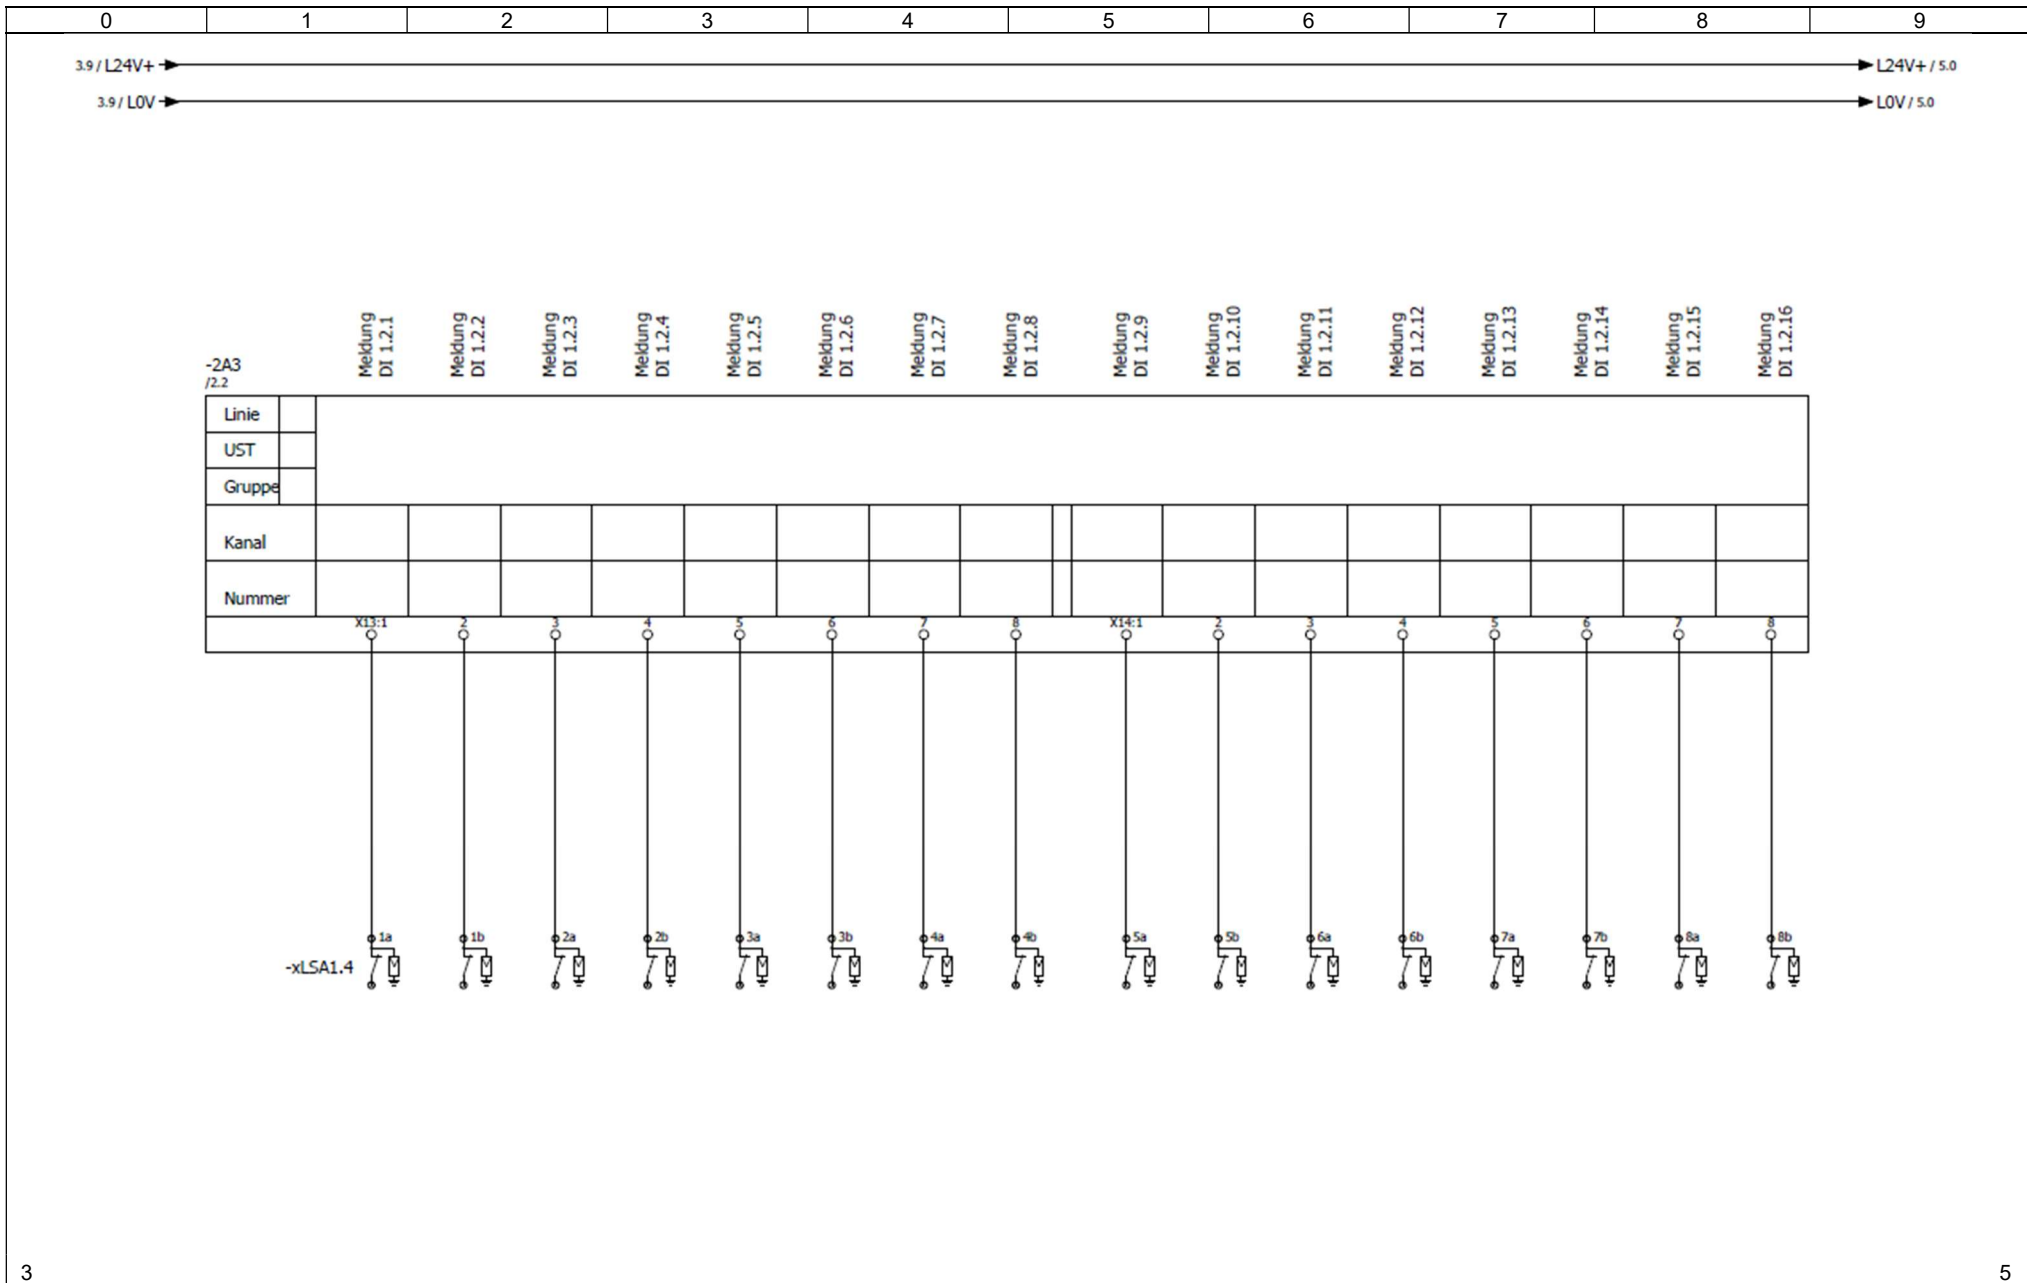 0 1 2 3 4 5 6 7 8 9
3.9 / L24V+ L24V+ / 5.0
3.9 / L0V L0V / 5.0
Meldung DI 1.2.1
Meldung DI 1.2.2
Meldung DI 1.2.3
Meldung DI 1.2.4
Meldung DI 1.2.5
Meldung DI 1.2.6
Meldung DI 1.2.7
Meldung DI 1.2.8
Meldung DI 1.2.9
Meldung DI 1.2.10
Meldung DI 1.2.11
Meldung DI 1.2.12
Meldung DI 1.2.13
Meldung DI 1.2.14
Meldung DI 1.2.15
Meldung DI 1.2.16
-2A3
/2.2
Linie
UST
Gruppe
Kanal
Nummer
X13:1 2 3 4 5 6 7 8 X14:1 2 3 4 5 6 7 8
1a 1b 2a 2b 3a 3b 4a 4b 5a 5b 6a 6b 7a 7b 8a 8b
-xLSA1.4
3 5